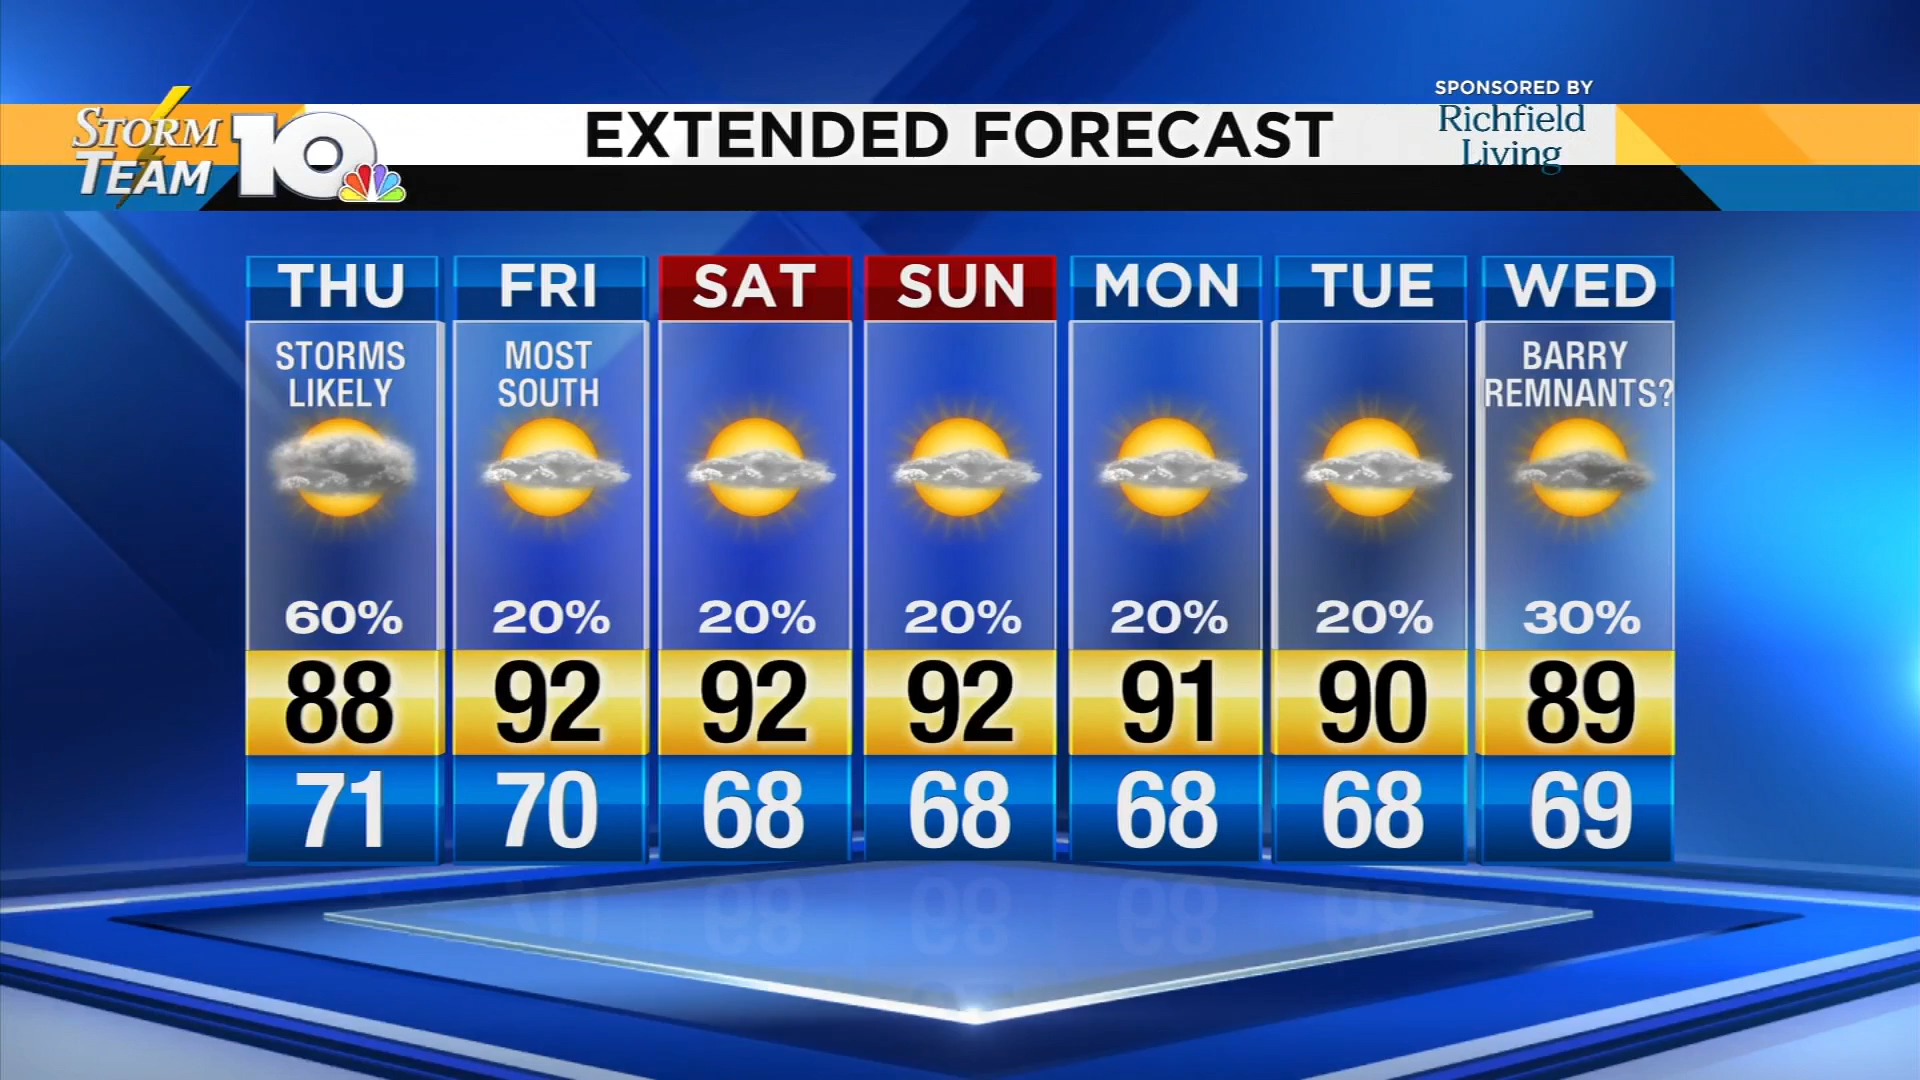 STORM
TEAM
10
EXTENDED FORECAST
SPONSORED BY
Richfield
Living
THU
STORMS
LIKELY
60%
88
71
FRI
MOST
SOUTH
20%
92
70
SAT
20%
92
68
SUN
20%
92
68
MON
20%
91
68
TUE
20%
90
68
WED
BARRY
REMNANTS?
30%
89
69